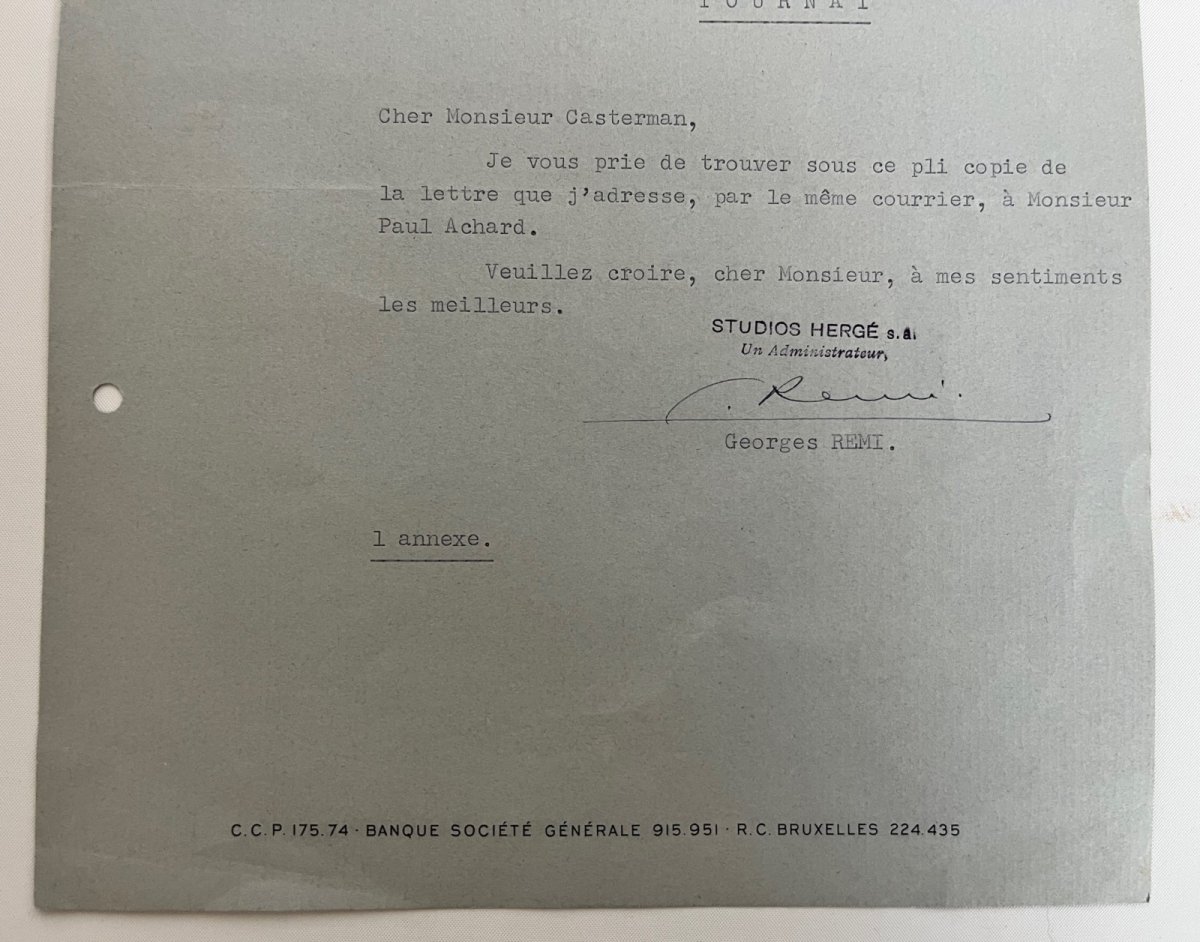 TOURNAI
Cher Monsieur Casterman,
Je vous prie de trouver sous ce pli copie de
la lettre que j'adresse, par le même courrier, à Monsieur
Paul Achard.
Veuillez croire, cher Monsieur, à mes sentiments
les meilleurs.
STUDIOS HERGÉ s.a.
Un Administrateur,
G. Remi.
Georges REMI.
1 annexe.
C.C.P. 175.74 · BANQUE SOCIÉTÉ GÉNÉRALE 915.951 · R.C. BRUXELLES 224.435